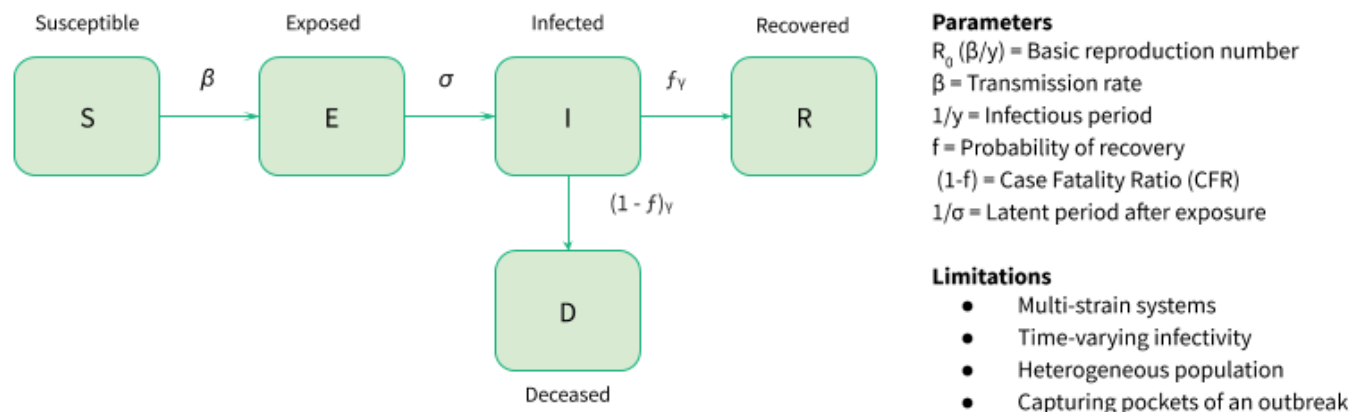 Susceptible
Exposed
Infected
Recovered
S
β
E
σ
I
fγ
R
(1 - f)γ
D
Deceased
Parameters
R₀ (β/y) = Basic reproduction number
β = Transmission rate
1/y = Infectious period
f = Probability of recovery
(1-f) = Case Fatality Ratio (CFR)
1/σ = Latent period after exposure
Limitations
● Multi-strain systems
● Time-varying infectivity
● Heterogeneous population
● Capturing pockets of an outbreak